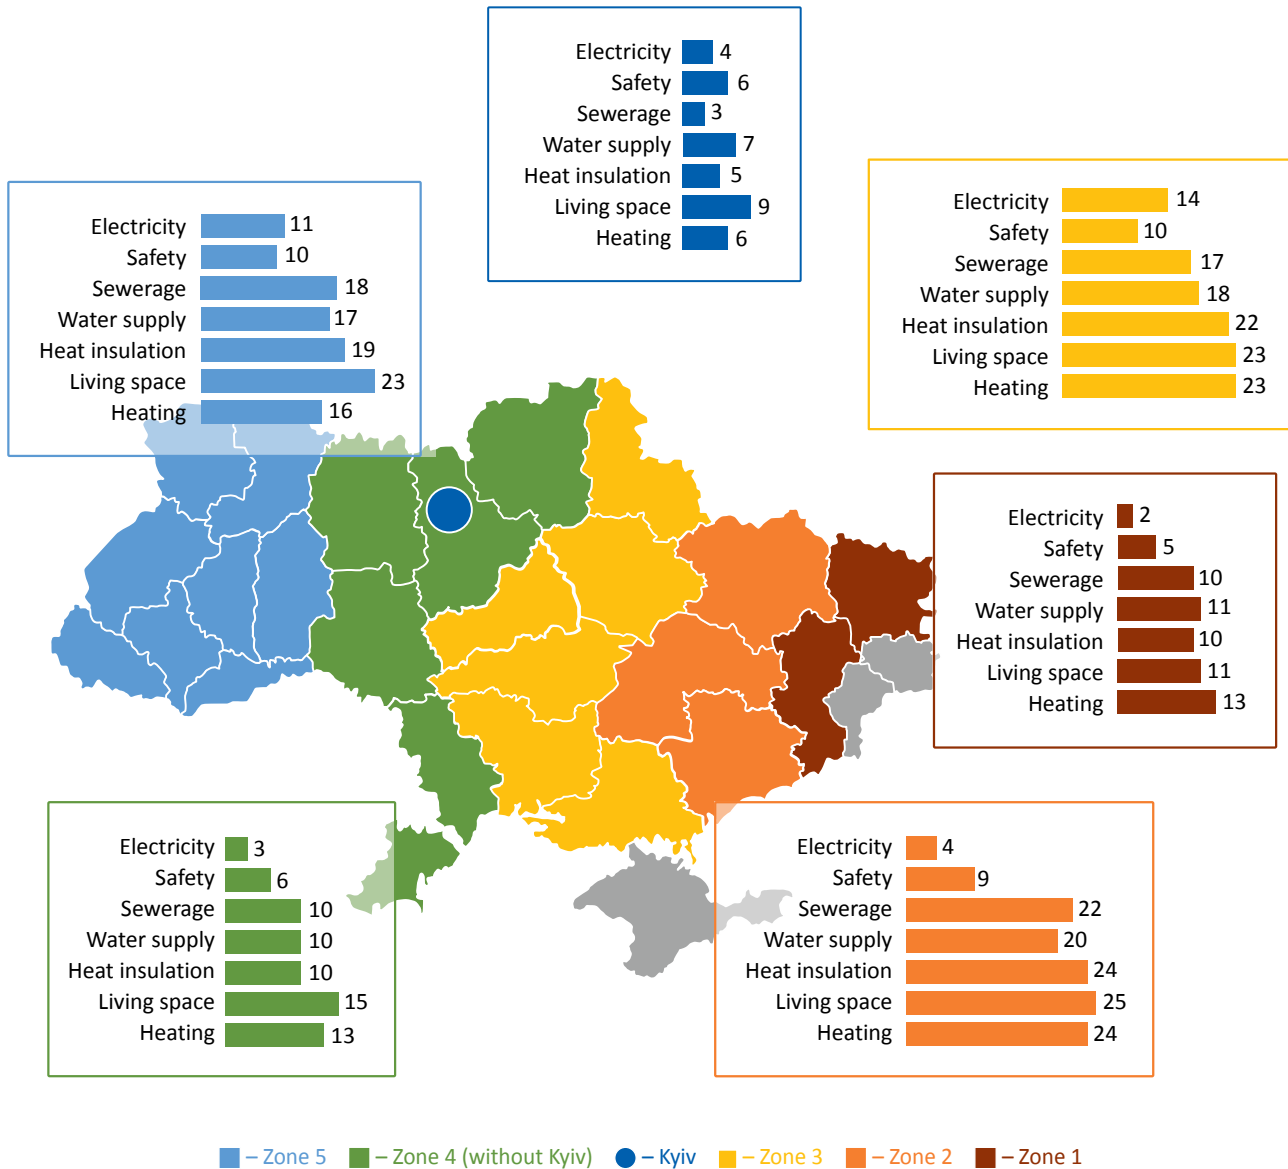 Electricity 4
Safety 6
Sewerage 3
Water supply 7
Heat insulation 5
Living space 9
Heating 6
Electricity 11
Safety 10
Sewerage 18
Water supply 17
Heat insulation 19
Living space 23
Heating 16
Electricity 14
Safety 10
Sewerage 17
Water supply 18
Heat insulation 22
Living space 23
Heating 23
Electricity 2
Safety 5
Sewerage 10
Water supply 11
Heat insulation 10
Living space 11
Heating 13
Electricity 3
Safety 6
Sewerage 10
Water supply 10
Heat insulation 10
Living space 15
Heating 13
Electricity 4
Safety 9
Sewerage 22
Water supply 20
Heat insulation 24
Living space 25
Heating 24
– Zone 5 – Zone 4 (without Kyiv) – Kyiv – Zone 3 – Zone 2 – Zone 1